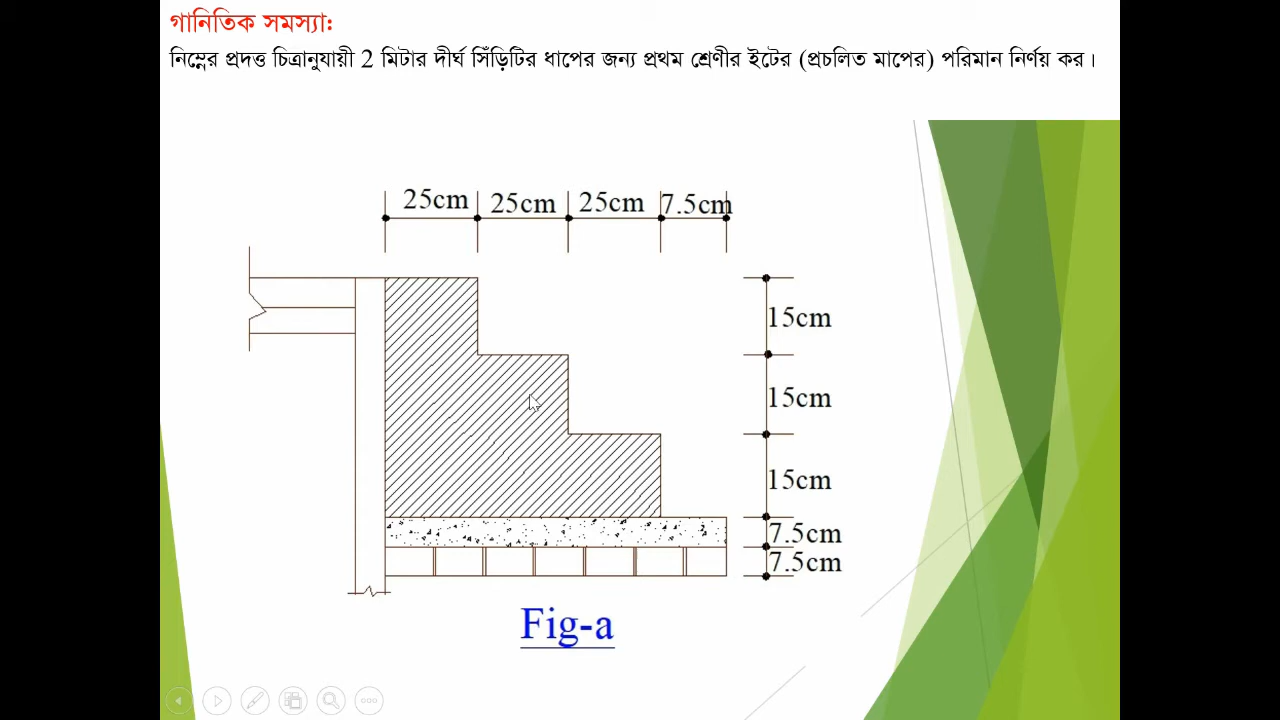 গানিতিক সমস্যা:
নিম্নের প্রদত্ত চিত্রানুযায়ী 2 মিটার দীর্ঘ সিঁড়িটির ধাপের জন্য প্রথম শ্রেণীর ইটের (প্রচলিত মাপের) পরিমান নির্ণয় কর।
25cm 25cm 25cm 7.5cm
15cm
15cm
15cm
7.5cm
7.5cm
Fig-a